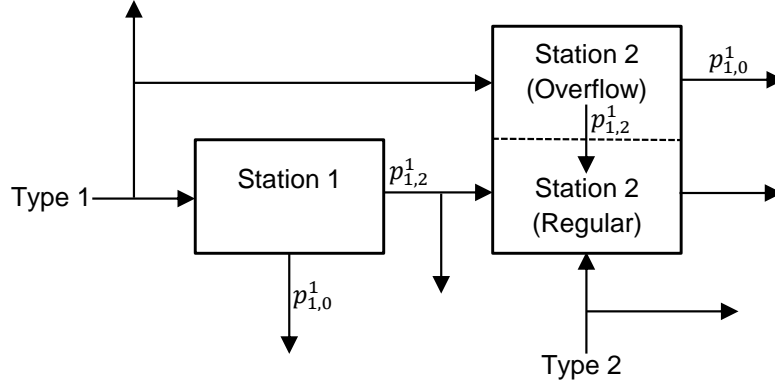 Station 2
(Overflow)
p^1_{1,0}
p^1_{1,2}
Station 1
p^1_{1,2}
Type 1
Station 2
(Regular)
p^1_{1,0}
Type 2